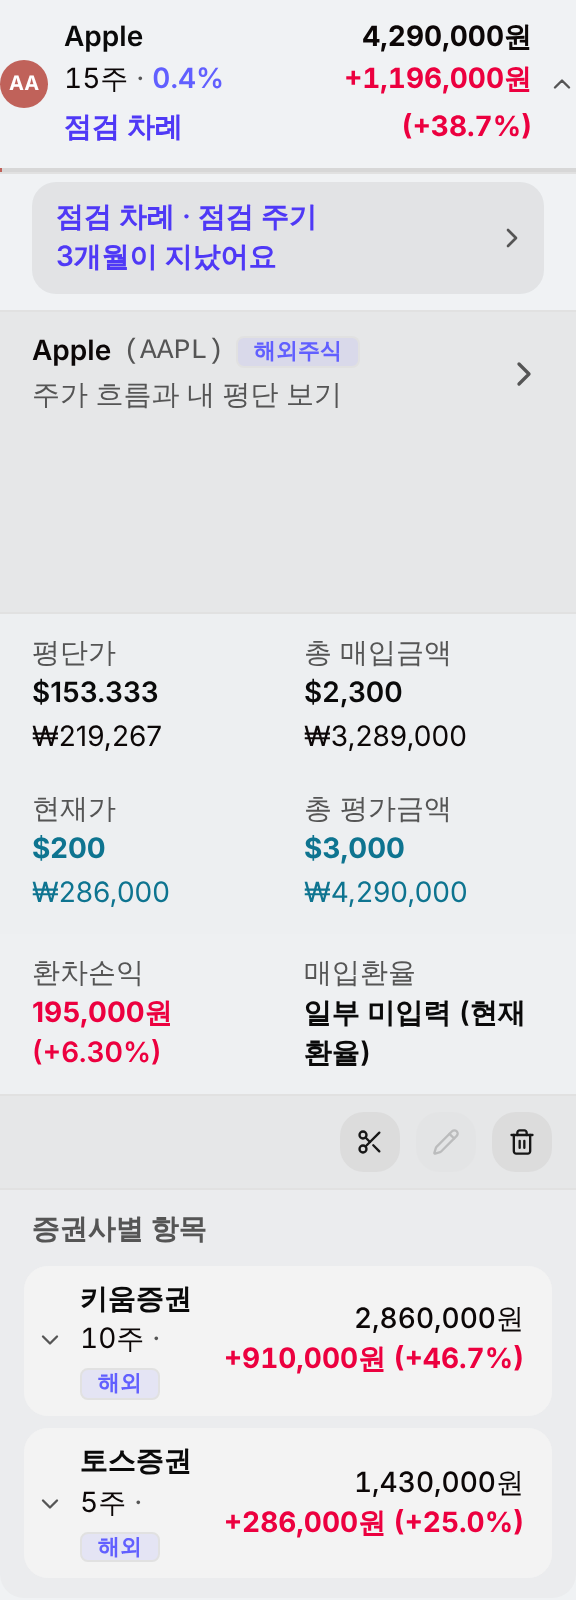 Apple
4,290,000원
AA
15주 · 0.4%
+1,196,000원
점검 차례
(+38.7%)
점검 차례 · 점검 주기
3개월이 지났어요
Apple (AAPL) 해외주식
주가 흐름과 내 평단 보기
평단가
총 매입금액
$153.333
$2,300
₩219,267
₩3,289,000
현재가
총 평가금액
$200
$3,000
₩286,000
₩4,290,000
환차손익
매입환율
195,000원
일부 미입력 (현재
(+6.30%)
환율)
증권사별 항목
키움증권
2,860,000원
10주 ·
+910,000원 (+46.7%)
해외
토스증권
1,430,000원
5주 ·
+286,000원 (+25.0%)
해외